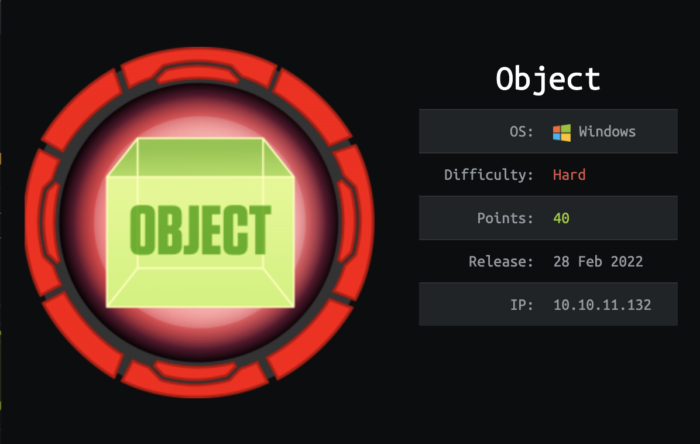 OBJECT
Object
OS: Windows
Difficulty: Hard
Points: 40
Release: 28 Feb 2022
IP: 10.10.11.132